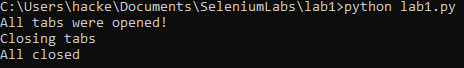 C:\Users\hacke\Documents\SeleniumLabs\lab1>python lab1.py
All tabs were opened!
Closing tabs
All closed